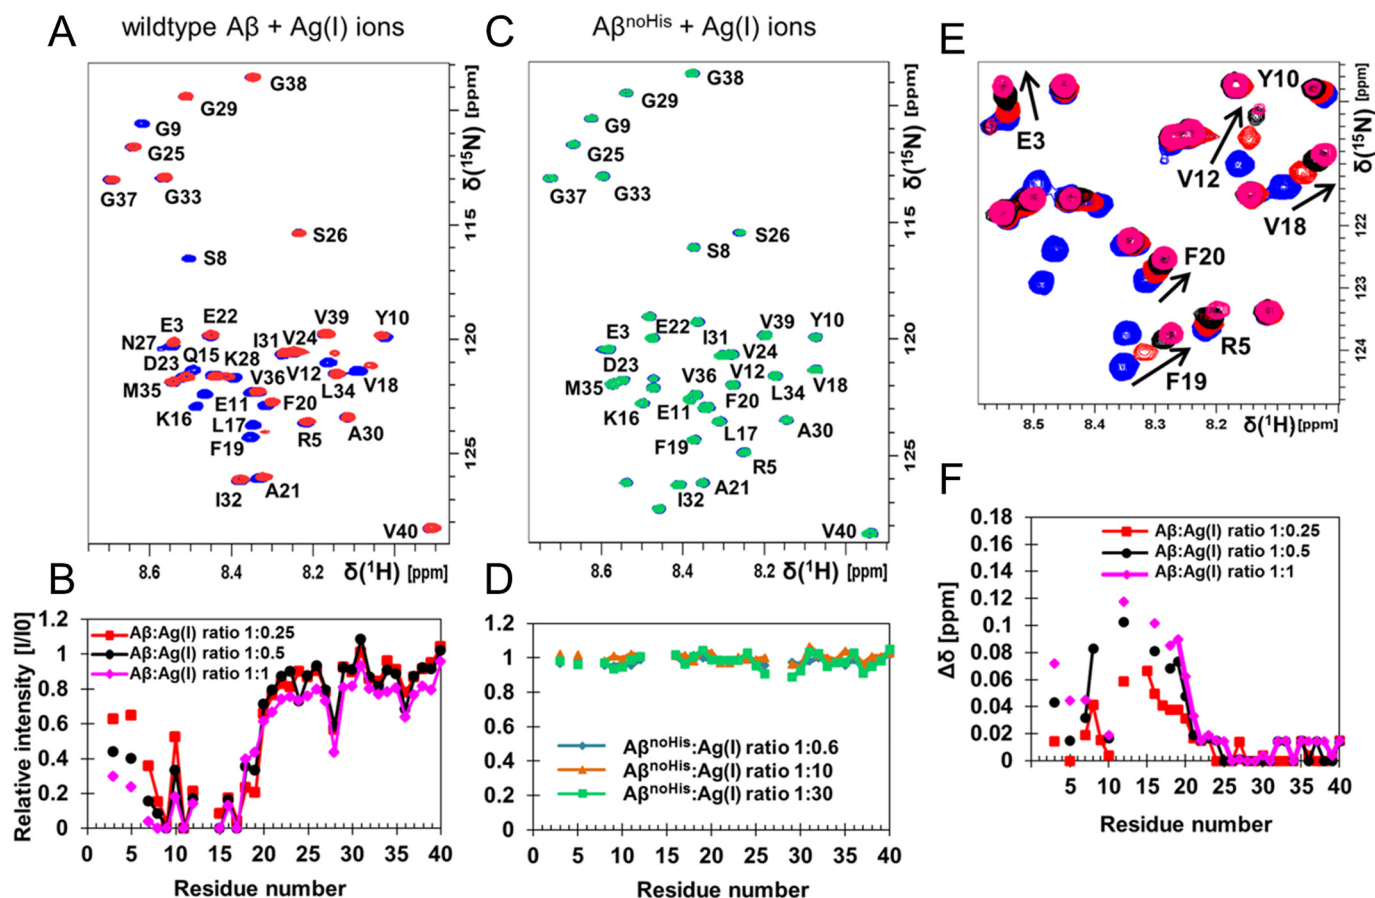 A wildtype Aβ + Ag(I) ions
G38
G29
G9
G25
G37 G33
S26
S8
E3 E22 V39 Y10
N27 I31 V24
D23 Q15 K28 V12
M35 V36 L34 V18
K16 E11 F20
L17 R5 A30
F19
I32 A21
V40
δ(¹⁵N) [ppm]
115
120
125
8.6 8.4 8.2 δ(¹H) [ppm]
C Aβnoᴴⁱˢ + Ag(I) ions
G38
G29
G9
G25
G37 G33
S26
S8
E3 E22 V39 Y10
I31
D23 V24
M35 V36 V12 V18
L34
K16 E11 F20
A30
F19 L17
R5
I32 A21
V40
δ(¹⁵N) [ppm]
115
120
125
8.6 8.4 8.2 δ(¹H) [ppm]
E
Y10
E3
V12
V18
F20
R5
F19
δ(¹⁵N) [ppm]
122
123
124
8.5 8.4 8.3 8.2 δ(¹H) [ppm]
B
Relative intensity [I/I0]
1.2
1
0.8
0.6
0.4
0.2
0
Aβ:Ag(I) ratio 1:0.25
Aβ:Ag(I) ratio 1:0.5
Aβ:Ag(I) ratio 1:1
0 5 10 15 20 25 30 35 40
Residue number
D
1.2
1
0.8
0.6
0.4
0.2
0
AβnoHis:Ag(I) ratio 1:0.6
AβnoHis:Ag(I) ratio 1:10
AβnoHis:Ag(I) ratio 1:30
0 5 10 15 20 25 30 35 40
Residue number
F
Δδ [ppm]
0.18
0.16
0.14
0.12
0.1
0.08
0.06
0.04
0.02
0
Aβ:Ag(I) ratio 1:0.25
Aβ:Ag(I) ratio 1:0.5
Aβ:Ag(I) ratio 1:1
5 10 15 20 25 30 35 40
Residue number